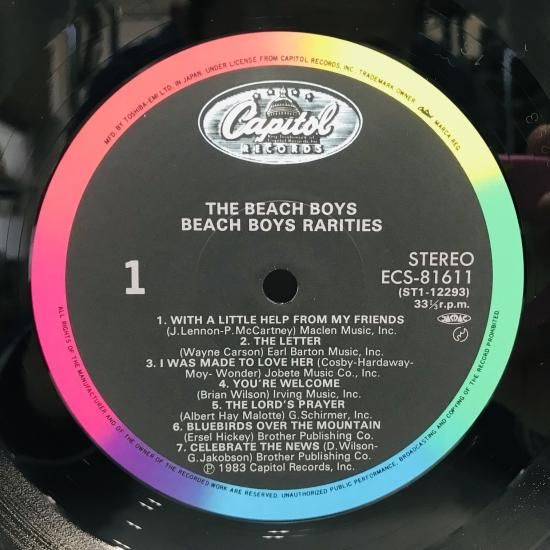 MFD. BY TOSHIBA-EMI LTD. IN JAPAN. UNDER LICENSE FROM CAPITOL RECORDS, INC., TRADEMARK OWNER Capitol MARCA REG.
Capitol
RECORDS
THE BEACH BOYS
BEACH BOYS RARITIES
1
STEREO
ECS-81611
(ST1-12293)
33⅓r.p.m.
JASRAC
1. WITH A LITTLE HELP FROM MY FRIENDS
(J.Lennon-P.McCartney) Maclen Music, Inc.
2. THE LETTER
(Wayne Carson) Earl Barton Music, Inc.
3. I WAS MADE TO LOVE HER (Cosby-Hardaway-
Moy- Wonder) Jobete Music Co., Inc.
4. YOU'RE WELCOME
(Brian Wilson) Irving Music, Inc.
5. THE LORD'S PRAYER
(Albert Hay Malotte) G.Schirmer, Inc.
6. BLUEBIRDS OVER THE MOUNTAIN
(Ersel Hickey) Brother Publishing Co.
7. CELEBRATE THE NEWS (D.Wilson-
G.Jakobson) Brother Publishing Co.
Ⓟ 1983 Capitol Records, Inc.
ALL RIGHTS OF THE MANUFACTURER AND OF THE OWNER OF THE RECORDED WORK ARE RESERVED. UNAUTHORIZED PUBLIC PERFORMANCE, BROADCASTING AND COPYING OF THE RECORD PROHIBITED.